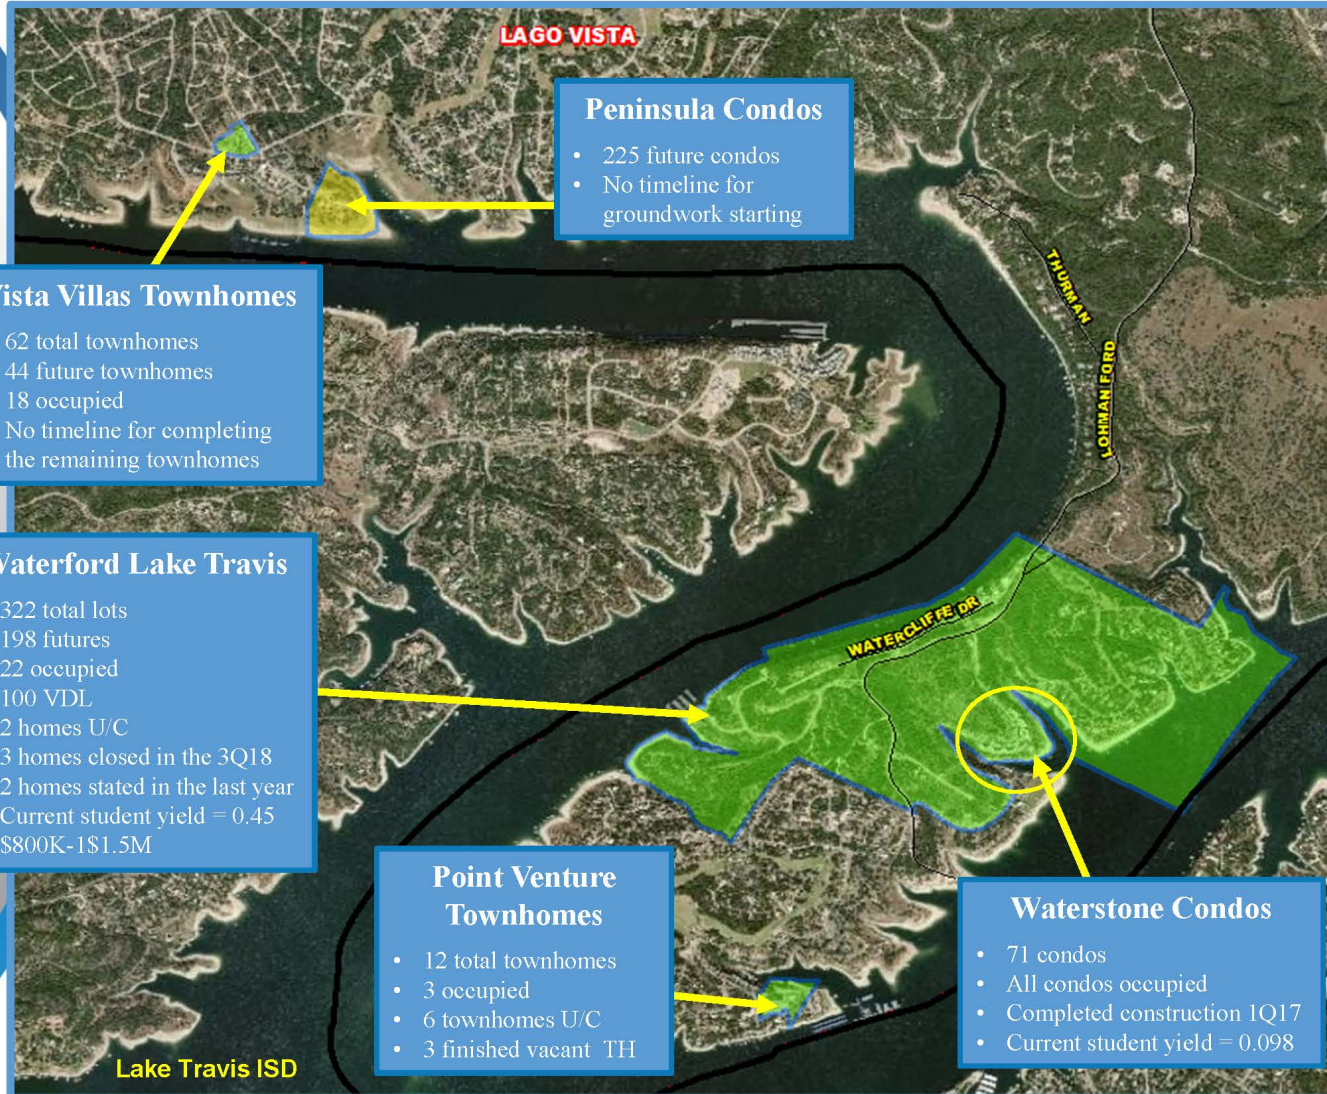 LAGO VISTA
Peninsula Condos
• 225 future condos
• No timeline for
groundwork starting
THURMAN
LOHMAN FORD
ista Villas Townhomes
62 total townhomes
44 future townhomes
18 occupied
No timeline for completing
the remaining townhomes
aterford Lake Travis
322 total lots
198 futures
22 occupied
100 VDL
2 homes U/C
3 homes closed in the 3Q18
2 homes stated in the last year
Current student yield = 0.45
$800K-1$1.5M
WATERCLIFFE DR
Point Venture
Townhomes
• 12 total townhomes
• 3 occupied
• 6 townhomes U/C
• 3 finished vacant TH
Waterstone Condos
• 71 condos
• All condos occupied
• Completed construction 1Q17
• Current student yield = 0.098
Lake Travis ISD